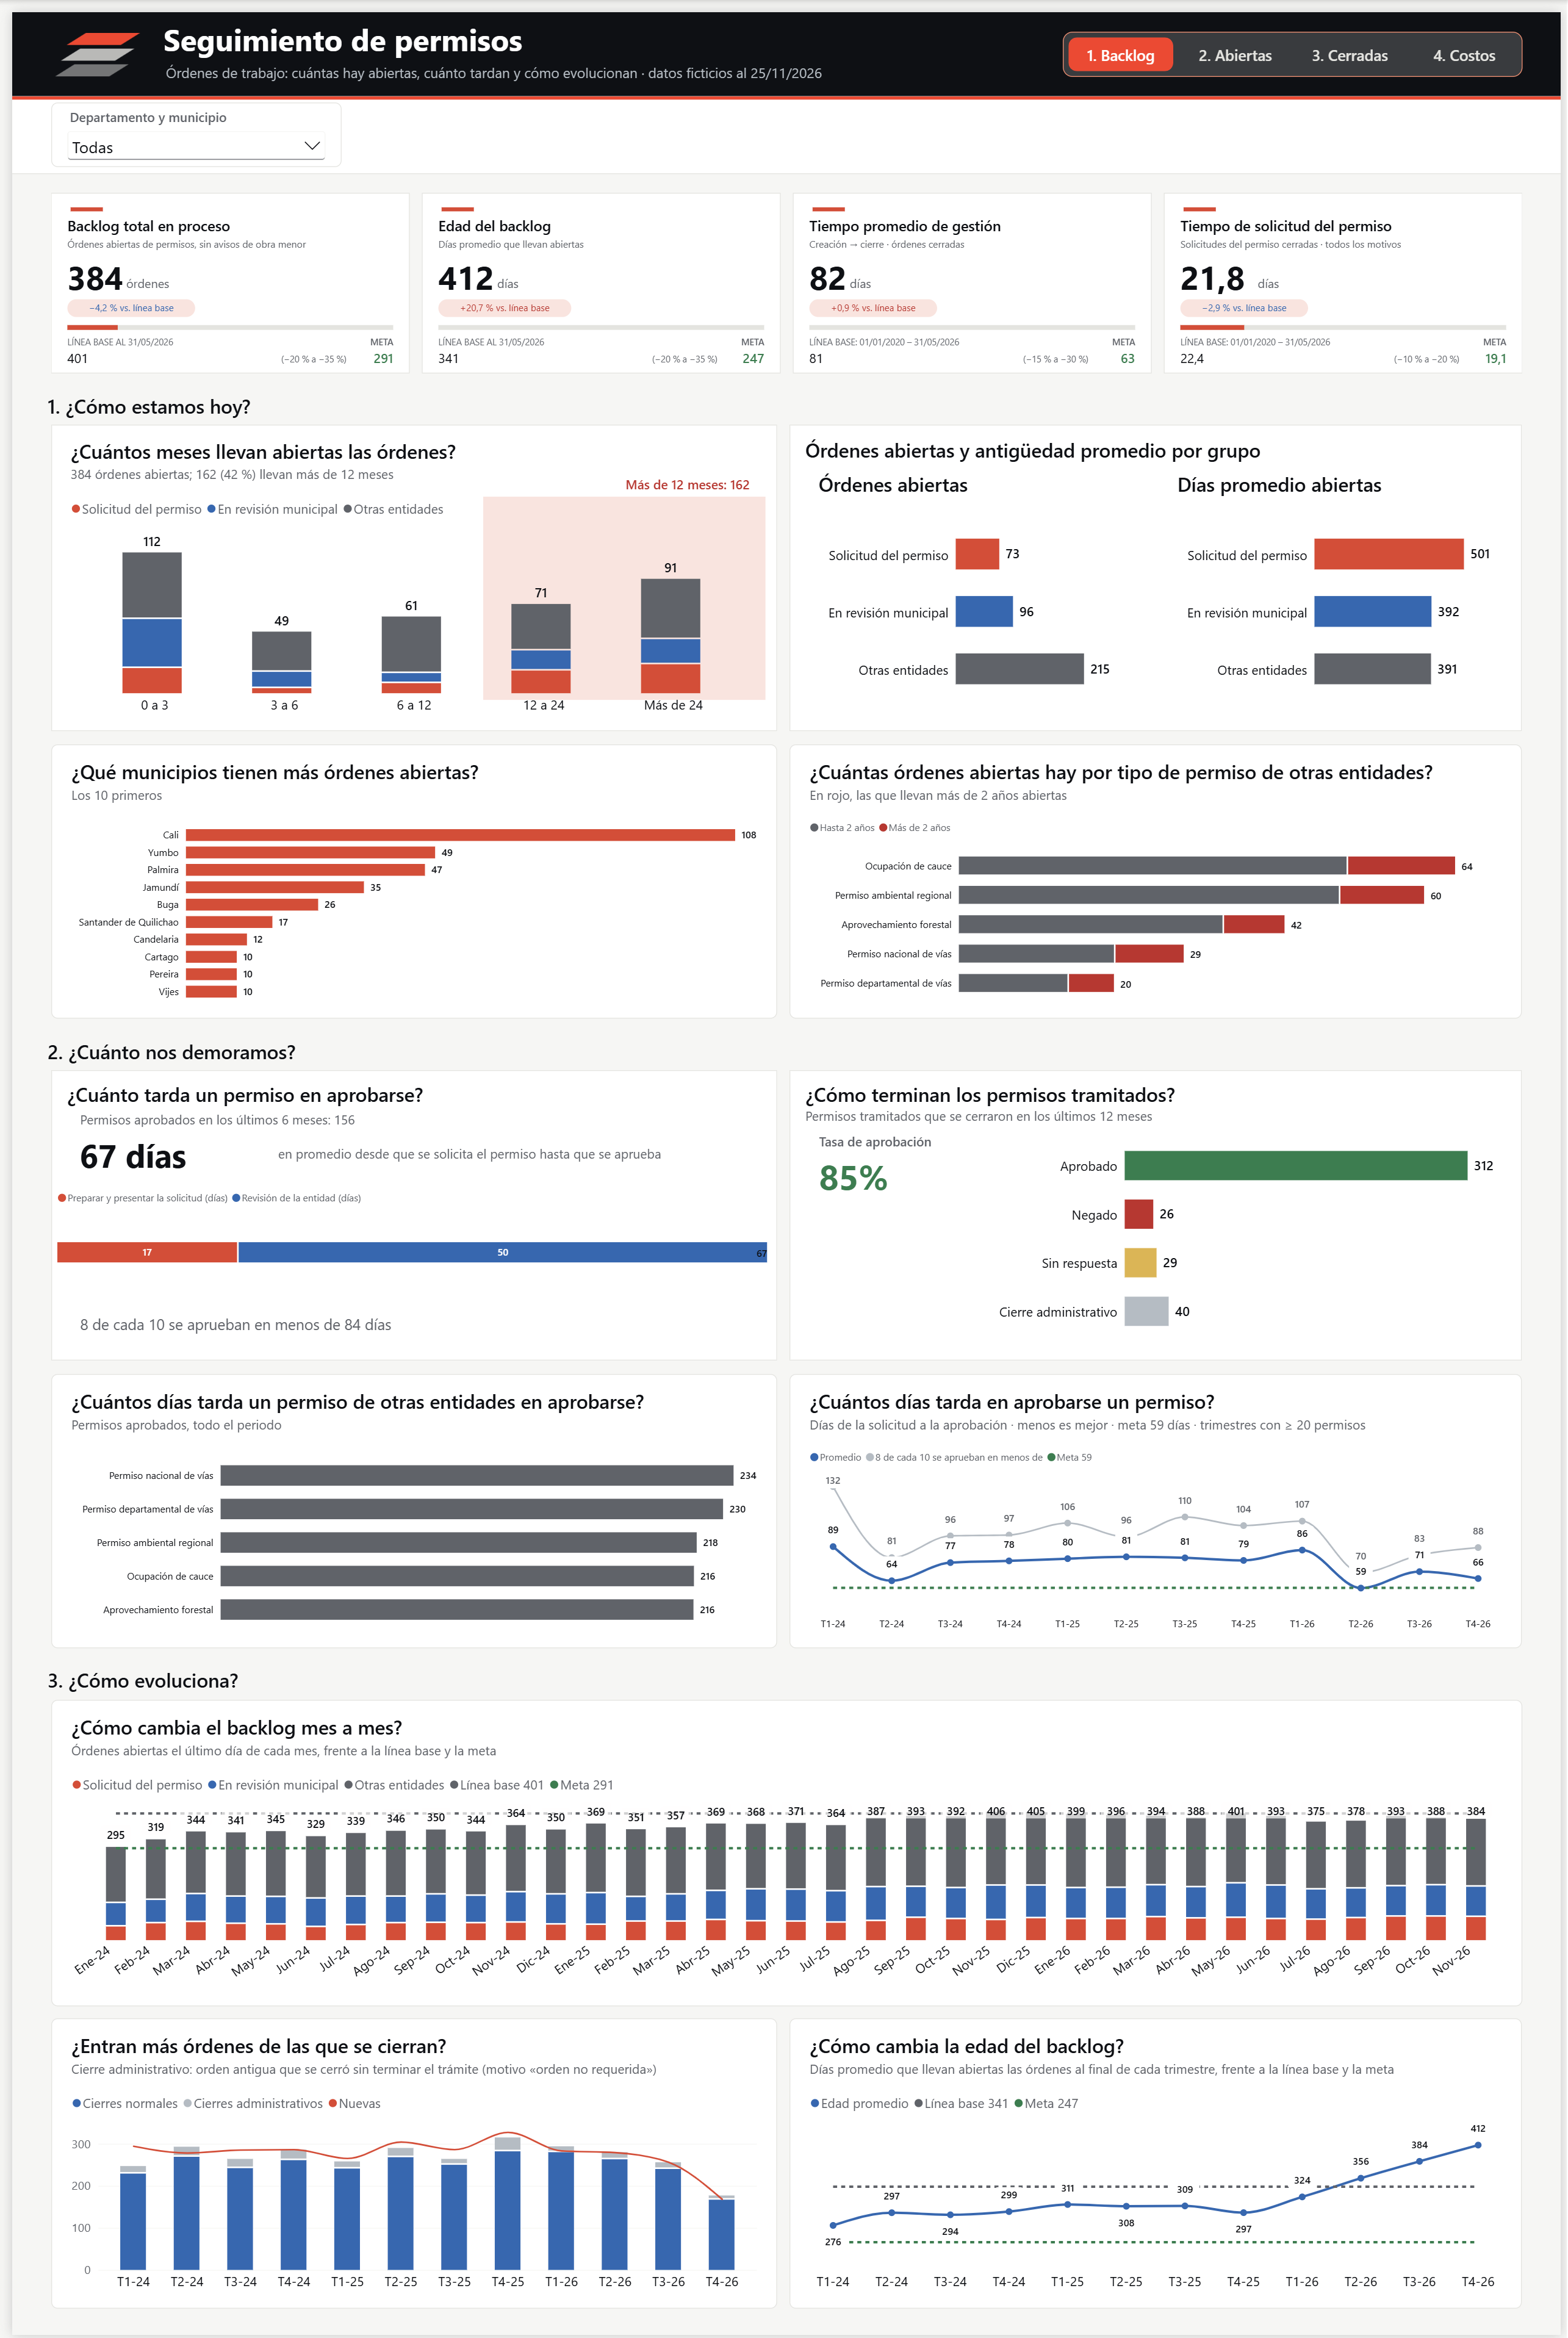 Seguimiento de permisos
Órdenes de trabajo: cuántas hay abiertas, cuánto tardan y cómo evolucionan · datos ficticios al 25/11/2026
1. Backlog
2. Abiertas
3. Cerradas
4. Costos
Departamento y municipio
Todas
Backlog total en proceso
Órdenes abiertas de permisos, sin avisos de obra menor
384 órdenes
−4,2 % vs. línea base
LÍNEA BASE AL 31/05/2026 META
401 (−20 % a −35 %) 291
Edad del backlog
Días promedio que llevan abiertas
412 días
+20,7 % vs. línea base
LÍNEA BASE AL 31/05/2026 META
341 (−20 % a −35 %) 247
Tiempo promedio de gestión
Creación → cierre · órdenes cerradas
82 días
+0,9 % vs. línea base
LÍNEA BASE: 01/01/2020 – 31/05/2026 META
81 (−15 % a −30 %) 63
Tiempo de solicitud del permiso
Solicitudes del permiso cerradas · todos los motivos
21,8 días
−2,9 % vs. línea base
LÍNEA BASE: 01/01/2020 – 31/05/2026 META
22,4 (−10 % a −20 %) 19,1
1. ¿Cómo estamos hoy?
¿Cuántos meses llevan abiertas las órdenes?
384 órdenes abiertas; 162 (42 %) llevan más de 12 meses
Más de 12 meses: 162
Solicitud del permiso En revisión municipal Otras entidades
112
49
61
71
91
0 a 3
3 a 6
6 a 12
12 a 24
Más de 24
Órdenes abiertas y antigüedad promedio por grupo
Órdenes abiertas
Solicitud del permiso 73
En revisión municipal 96
Otras entidades 215
Días promedio abiertas
Solicitud del permiso 501
En revisión municipal 392
Otras entidades 391
¿Qué municipios tienen más órdenes abiertas?
Los 10 primeros
Cali 108
Yumbo 49
Palmira 47
Jamundí 35
Buga 26
Santander de Quilichao 17
Candelaria 12
Cartago 10
Pereira 10
Vijes 10
¿Cuántas órdenes abiertas hay por tipo de permiso de otras entidades?
En rojo, las que llevan más de 2 años abiertas
Hasta 2 años Más de 2 años
Ocupación de cauce 64
Permiso ambiental regional 60
Aprovechamiento forestal 42
Permiso nacional de vías 29
Permiso departamental de vías 20
2. ¿Cuánto nos demoramos?
¿Cuánto tarda un permiso en aprobarse?
Permisos aprobados en los últimos 6 meses: 156
67 días
en promedio desde que se solicita el permiso hasta que se aprueba
Preparar y presentar la solicitud (días) Revisión de la entidad (días)
17 50 67
8 de cada 10 se aprueban en menos de 84 días
¿Cómo terminan los permisos tramitados?
Permisos tramitados que se cerraron en los últimos 12 meses
Tasa de aprobación
85%
Aprobado 312
Negado 26
Sin respuesta 29
Cierre administrativo 40
¿Cuántos días tarda un permiso de otras entidades en aprobarse?
Permisos aprobados, todo el periodo
Permiso nacional de vías 234
Permiso departamental de vías 230
Permiso ambiental regional 218
Ocupación de cauce 216
Aprovechamiento forestal 216
¿Cuántos días tarda en aprobarse un permiso?
Días de la solicitud a la aprobación · menos es mejor · meta 59 días · trimestres con ≥ 20 permisos
Promedio 8 de cada 10 se aprueban en menos de Meta 59
132 81 96 97 106 96 110 104 107 70 83 88
89 64 77 78 80 81 81 79 86 59 71 66
T1-24 T2-24 T3-24 T4-24 T1-25 T2-25 T3-25 T4-25 T1-26 T2-26 T3-26 T4-26
3. ¿Cómo evoluciona?
¿Cómo cambia el backlog mes a mes?
Órdenes abiertas el último día de cada mes, frente a la línea base y la meta
Solicitud del permiso En revisión municipal Otras entidades Línea base 401 Meta 291
295 319 344 341 345 329 339 346 350 344 364 350 369 351 357 369 368 371 364 387 393 392 406 405 399 396 394 388 401 393 375 378 393 388 384
Ene-24 Feb-24 Mar-24 Abr-24 May-24 Jun-24 Jul-24 Ago-24 Sep-24 Oct-24 Nov-24 Dic-24 Ene-25 Feb-25 Mar-25 Abr-25 May-25 Jun-25 Jul-25 Ago-25 Sep-25 Oct-25 Nov-25 Dic-25 Ene-26 Feb-26 Mar-26 Abr-26 May-26 Jun-26 Jul-26 Ago-26 Sep-26 Oct-26 Nov-26
¿Entran más órdenes de las que se cierran?
Cierre administrativo: orden antigua que se cerró sin terminar el trámite (motivo «orden no requerida»)
Cierres normales Cierres administrativos Nuevas
300
200
100
0
T1-24 T2-24 T3-24 T4-24 T1-25 T2-25 T3-25 T4-25 T1-26 T2-26 T3-26 T4-26
¿Cómo cambia la edad del backlog?
Días promedio que llevan abiertas las órdenes al final de cada trimestre, frente a la línea base y la meta
Edad promedio Línea base 341 Meta 247
276 297 294 299 311 308 309 297 324 356 384 412
T1-24 T2-24 T3-24 T4-24 T1-25 T2-25 T3-25 T4-25 T1-26 T2-26 T3-26 T4-26